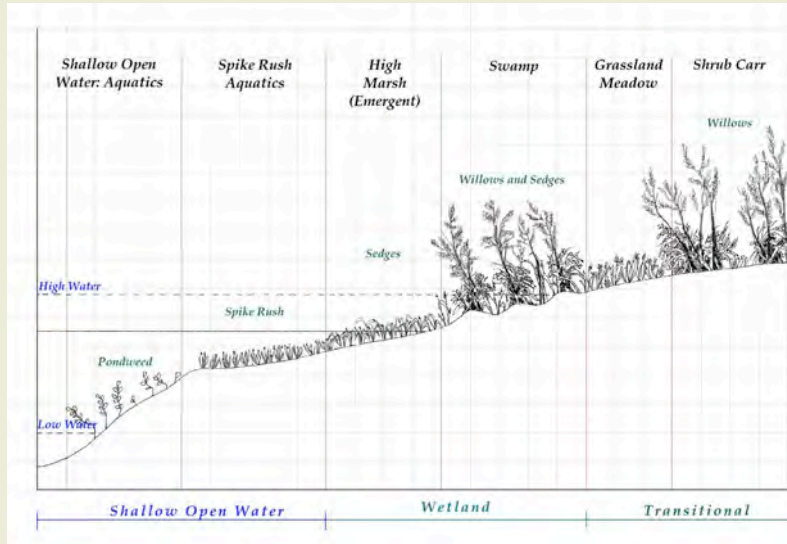 Shallow Open
Water: Aquatics
Spike Rush
Aquatics
High
Marsh
(Emergent)
Swamp
Grassland
Meadow
Shrub Carr
Willows
Willows and Sedges
Sedges
High Water
Spike Rush
Pondweed
Low Water
Shallow Open Water
Wetland
Transitional